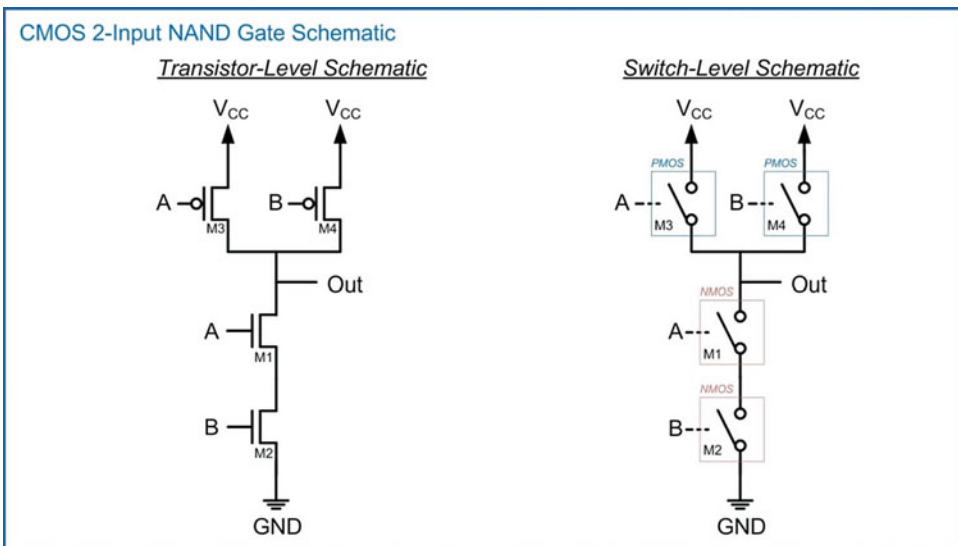 CMOS 2-Input NAND Gate Schematic
Transistor-Level Schematic
Switch-Level Schematic
VCC
VCC
A
M3
B
M4
Out
A
M1
B
M2
GND
VCC
VCC
PMOS
PMOS
A
M3
B
M4
Out
NMOS
A
M1
NMOS
B
M2
GND